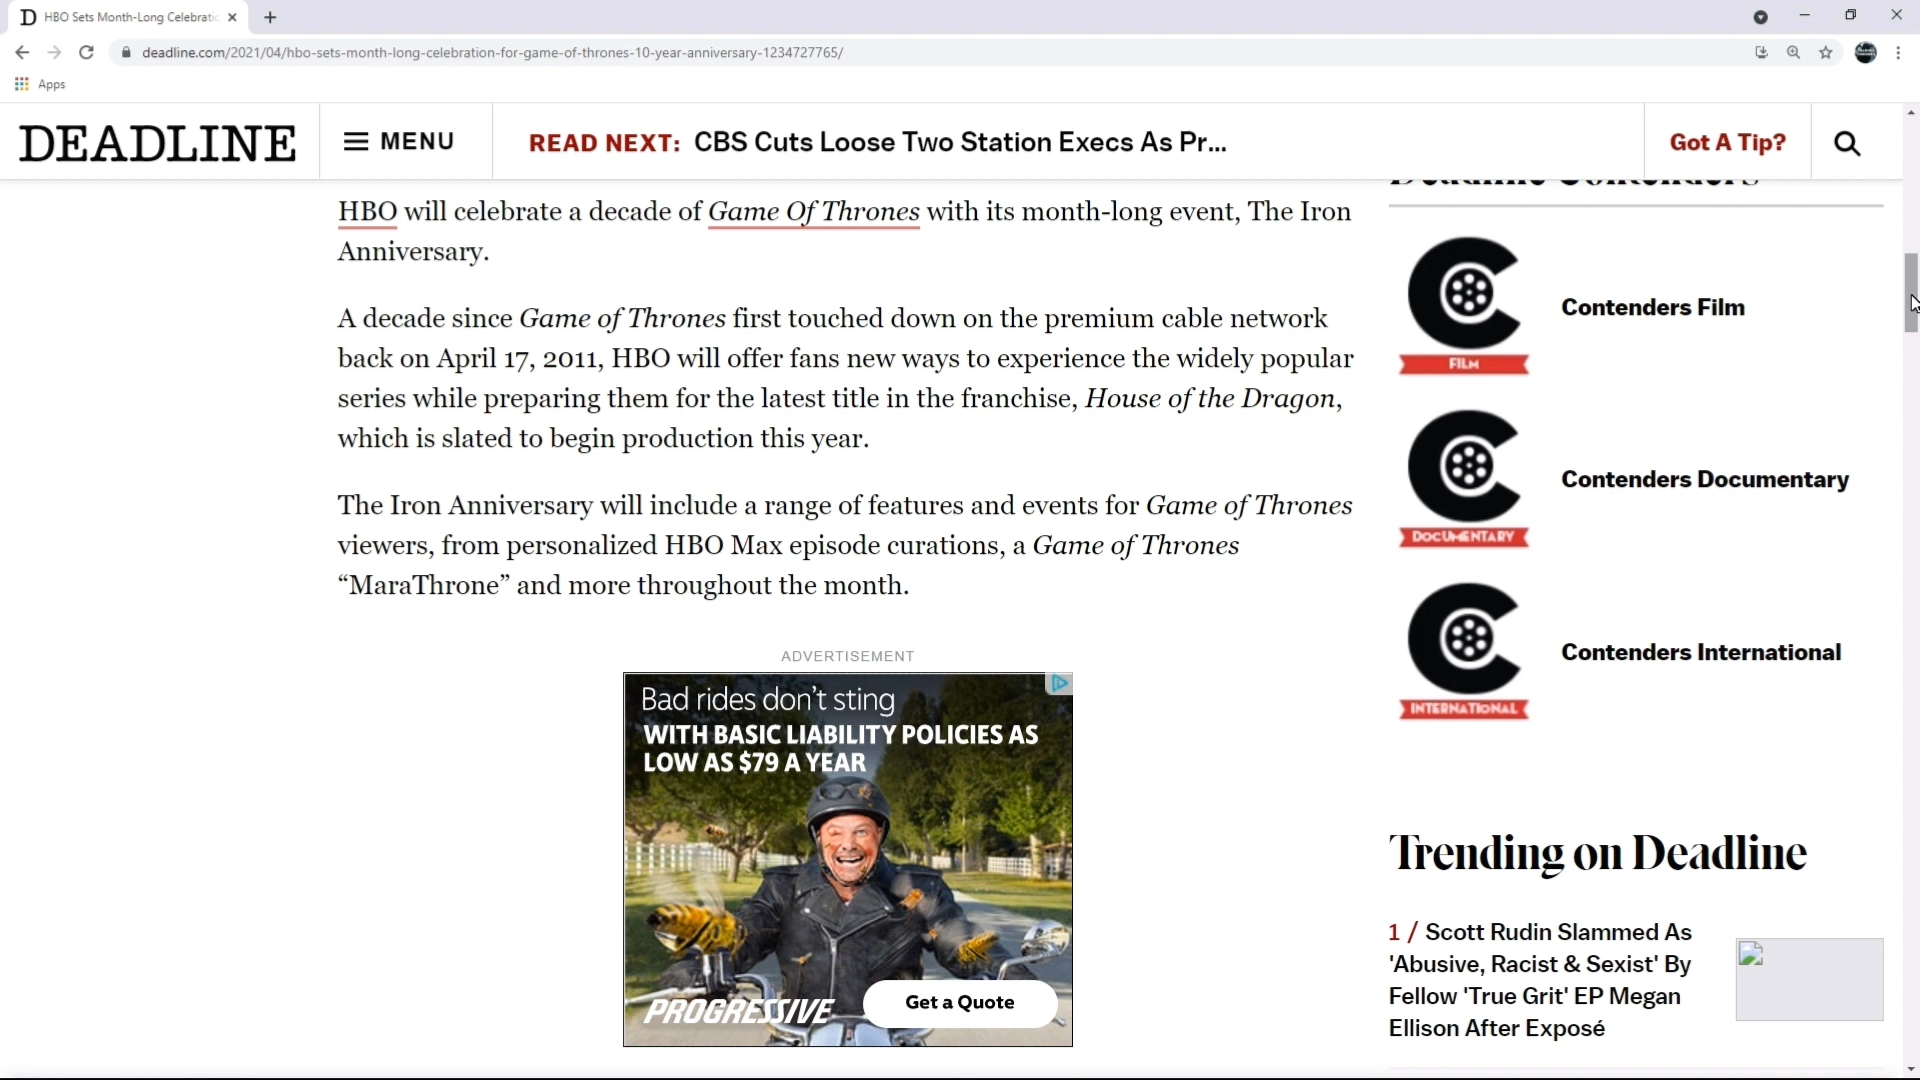 D HBO Sets Month-Long Celebratio
deadline.com/2021/04/hbo-sets-month-long-celebration-for-game-of-thrones-10-year-anniversary-1234727765/
Apps
DEADLINE
MENU
READ NEXT: CBS Cuts Loose Two Station Execs As Pr...
Got A Tip?
HBO will celebrate a decade of Game Of Thrones with its month-long event, The Iron
Anniversary.
A decade since Game of Thrones first touched down on the premium cable network
back on April 17, 2011, HBO will offer fans new ways to experience the widely popular
series while preparing them for the latest title in the franchise, House of the Dragon,
which is slated to begin production this year.
The Iron Anniversary will include a range of features and events for Game of Thrones
viewers, from personalized HBO Max episode curations, a Game of Thrones
“MaraThrone” and more throughout the month.
ADVERTISEMENT
Bad rides don't sting
WITH BASIC LIABILITY POLICIES AS
LOW AS $79 A YEAR
PROGRESSIVE
Get a Quote
Deadline Contenders
FILM
Contenders Film
DOCUMENTARY
Contenders Documentary
INTERNATIONAL
Contenders International
Trending on Deadline
1 / Scott Rudin Slammed As
'Abusive, Racist & Sexist' By
Fellow 'True Grit' EP Megan
Ellison After Exposé